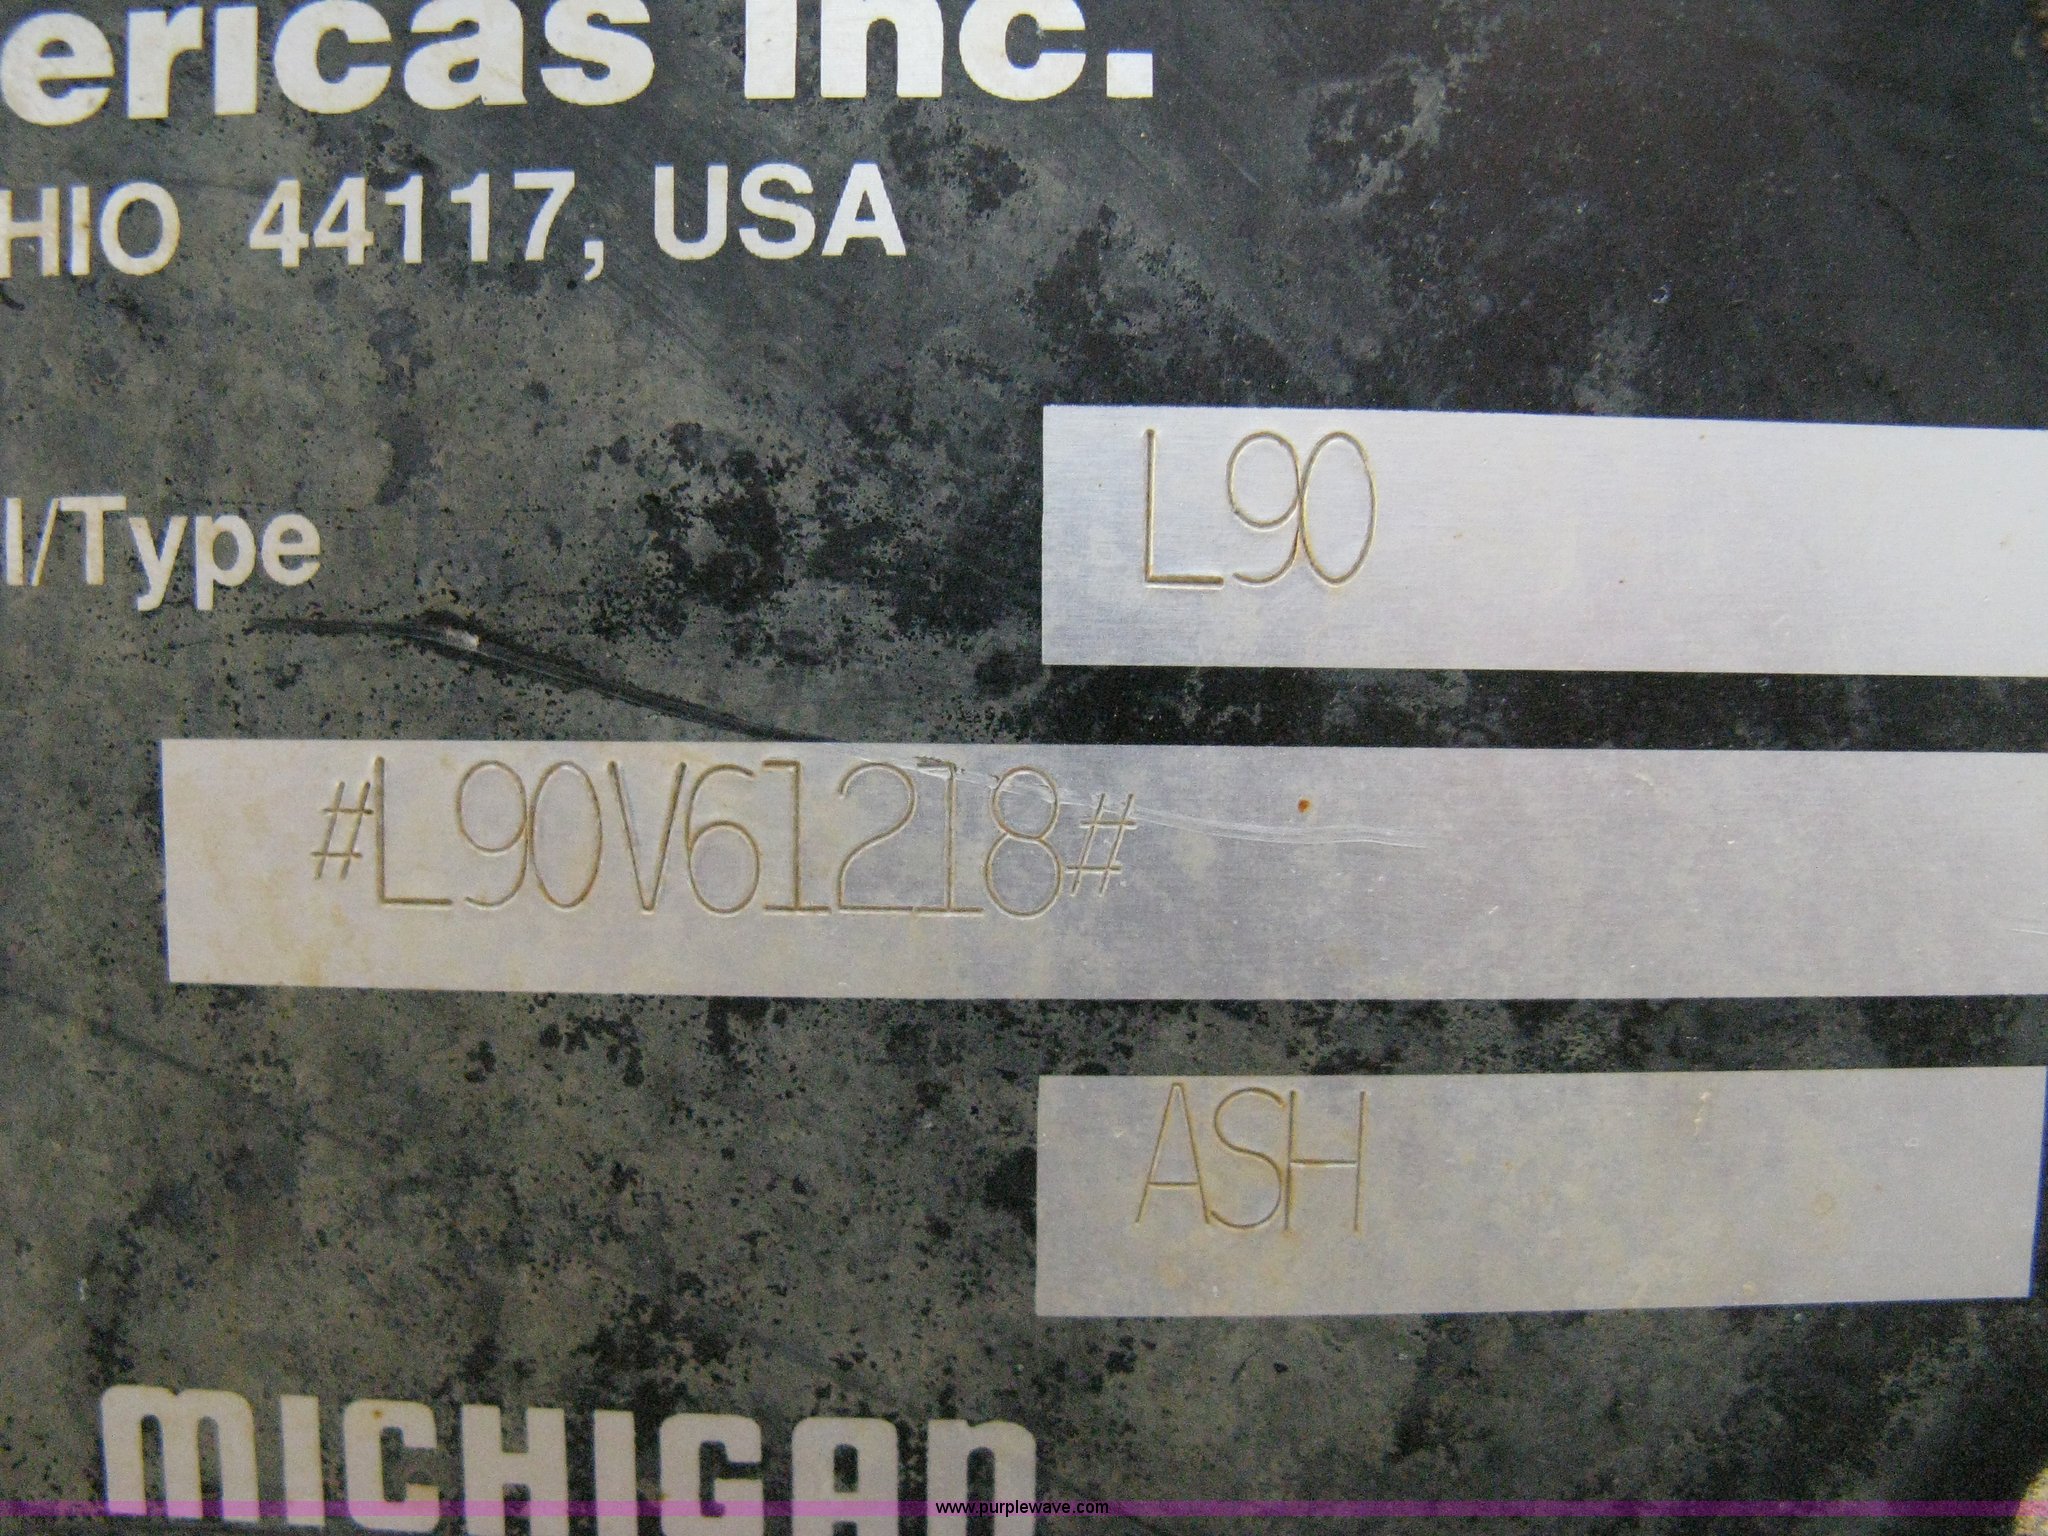 ericas Inc.
HIO 44117, USA
l/Type
L90
#L90V61218#
ASH
MICHIGAN
www.purplewave.com